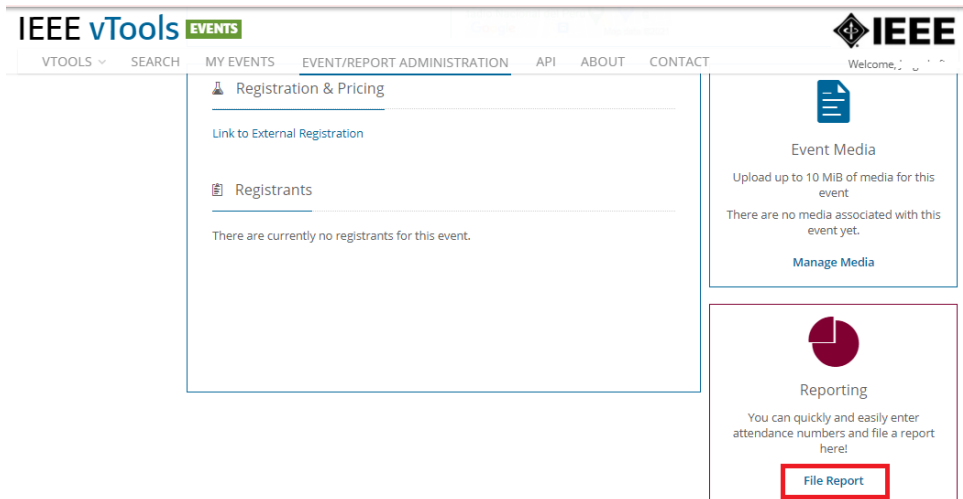 IEEE vTools EVENTS
IEEE
VTOOLS SEARCH MY EVENTS EVENT/REPORT ADMINISTRATION API ABOUT CONTACT
Welcome,
Registration & Pricing
Link to External Registration
Registrants
There are currently no registrants for this event.
Event Media
Upload up to 10 MiB of media for this
event
There are no media associated with this
event yet.
Manage Media
Reporting
You can quickly and easily enter
attendance numbers and file a report
here!
File Report